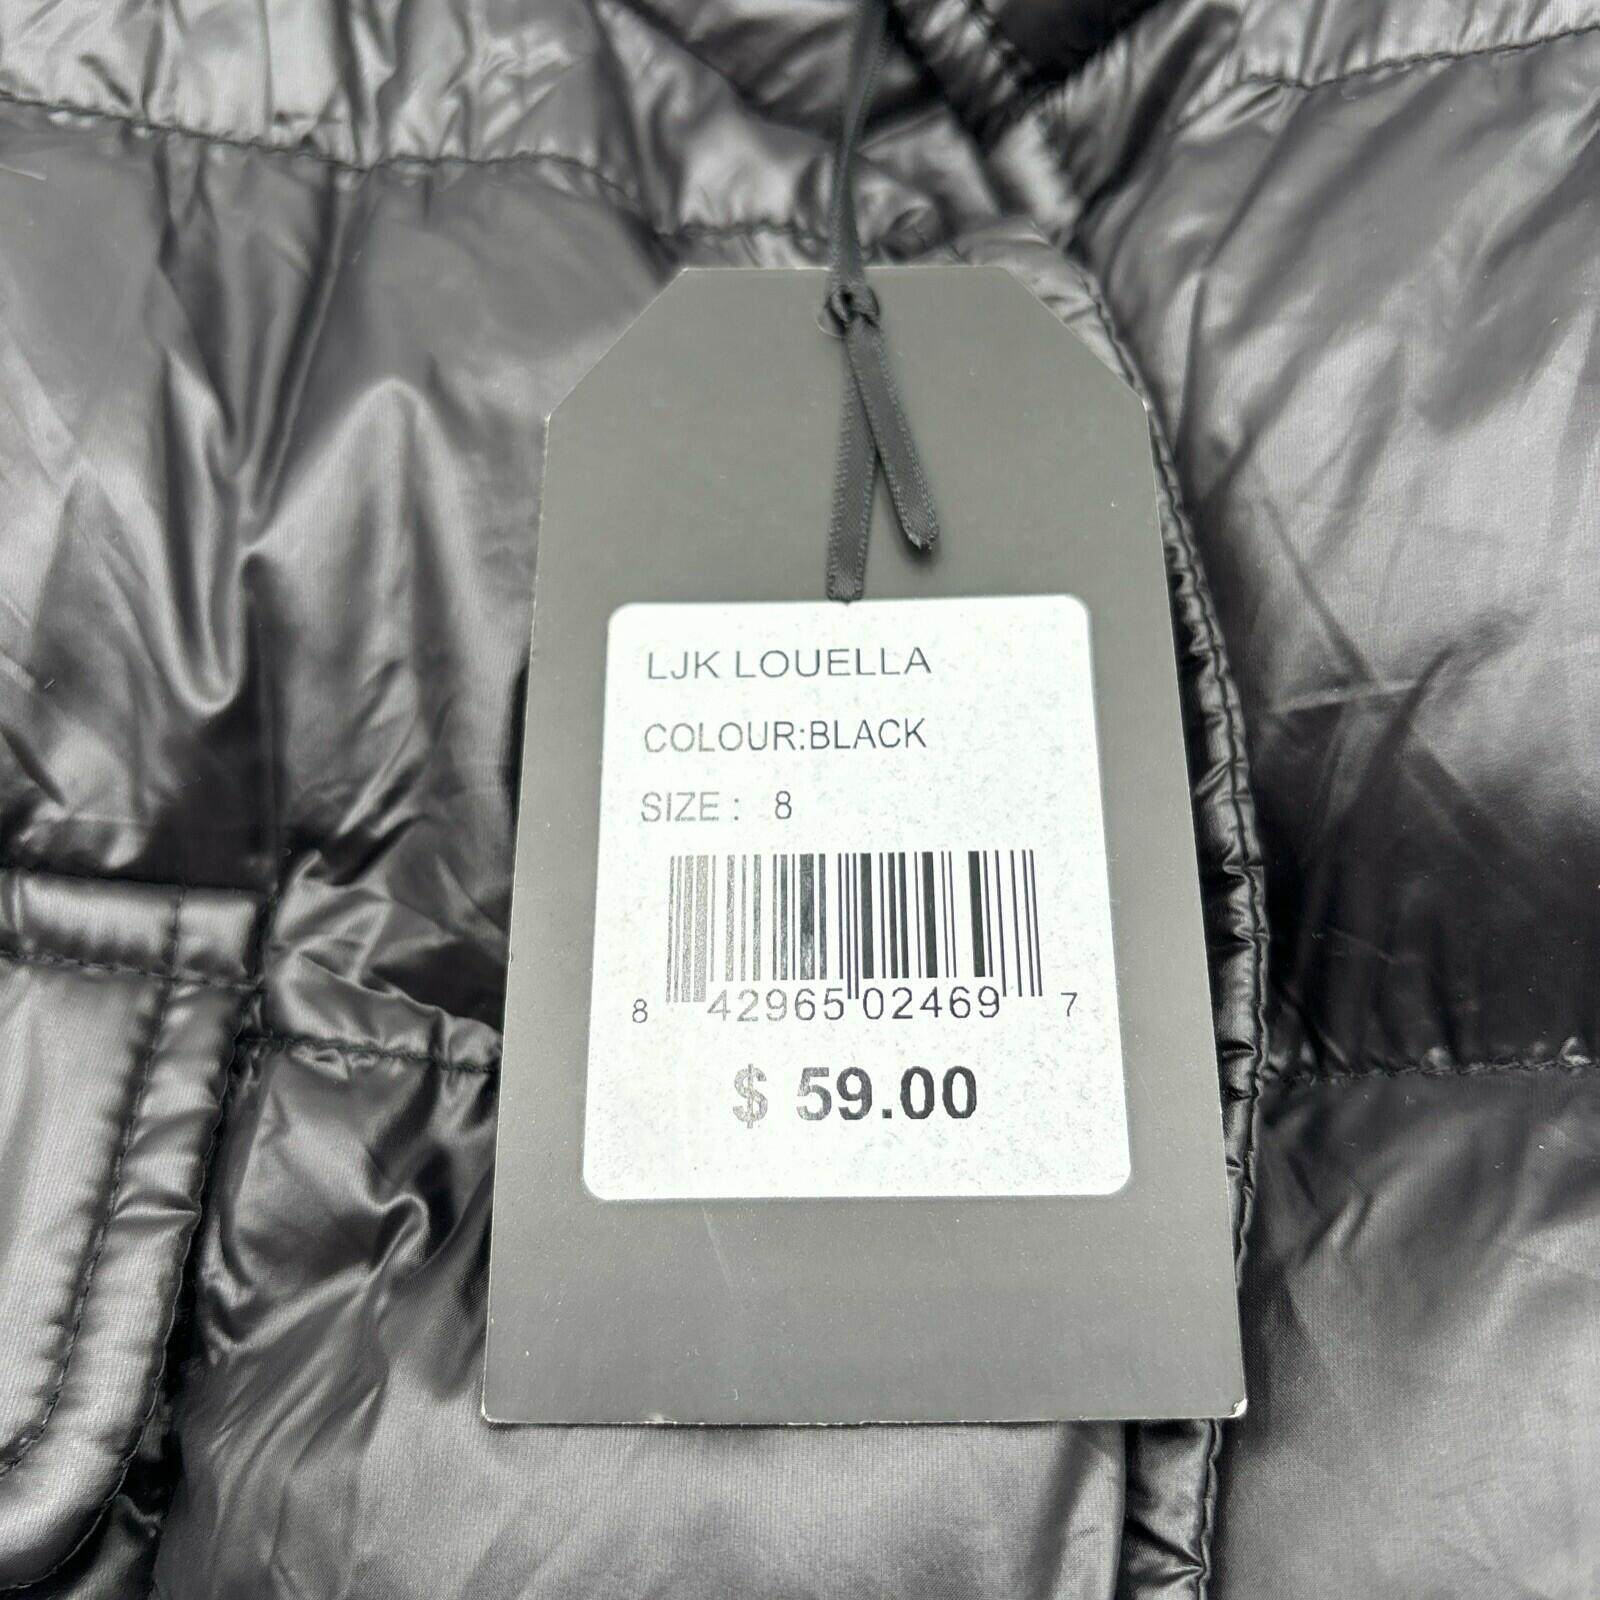 LJK LOUELLA
COLOUR:BLACK
SIZE : 8
8 42965 02469 7
$ 59.00